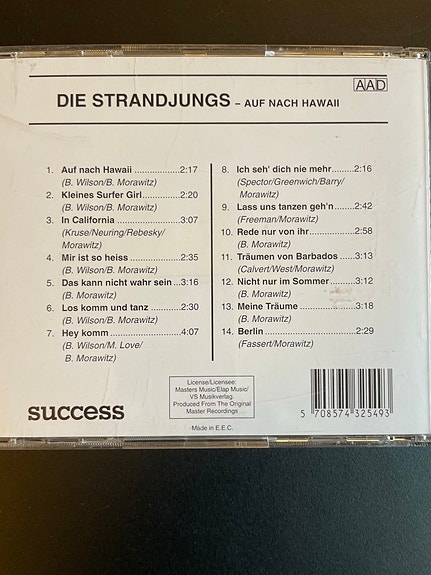 AAD
DIE STRANDJUNGS – AUF NACH HAWAII
1. Auf nach Hawaii ..................2:17
(B. Wilson/B. Morawitz)
2. Kleines Surfer Girl..............2:20
(B. Wilson/B. Morawitz)
3. In California .....................3:07
(Kruse/Neuring/Rebesky/
Morawitz)
4. Mir ist so heiss ..................2:35
(B. Wilson/B. Morawitz)
5. Das kann nicht wahr sein ..3:16
(B. Morawitz)
6. Los komm und tanz ...........2:30
(B. Wilson/B. Morawitz)
7. Hey komm .........................4:07
(B. Wilson/M. Love/
B. Morawitz)
8. Ich seh' dich nie mehr........2:16
(Spector/Greenwich/Barry/
Morawitz)
9. Lass uns tanzen geh'n.......2:42
(Freeman/Morawitz)
10. Rede nur von ihr................2:58
(B. Morawitz)
11. Träumen von Barbados .....3:13
(Calvert/West/Morawitz)
12. Nicht nur im Sommer .........3:12
(B. Morawitz)
13. Meine Träume ...................3:18
(B. Morawitz)
14. Berlin .................................2:29
(Fassert/Morawitz)
success
License/Licensee:
Masters Music/Elap Music/
VS Musikverlag.
Produced From The Original
Master Recordings
Made in E.E.C.
5 708574 325493